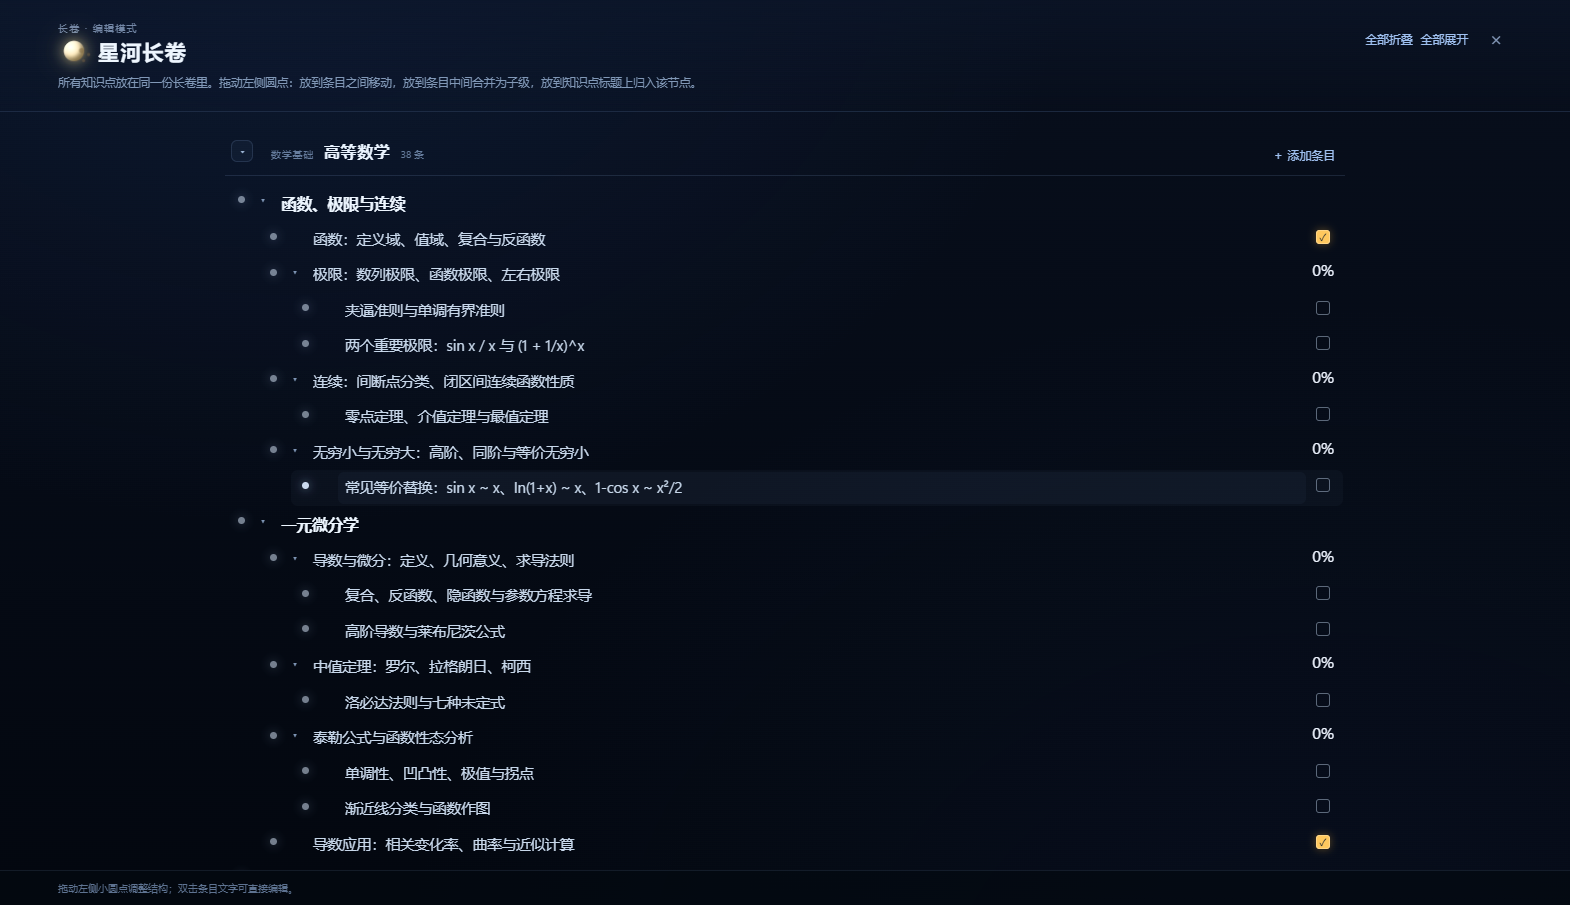 长卷 · 编辑模式
星河长卷
全部折叠 全部展开 ×
所有知识点放在同一份长卷里。拖动左侧圆点：放到条目之间移动，放到条目中间合并为子级，放到知识点标题上归入该节点。
数学基础 高等数学 38 条 + 添加条目
函数、极限与连续
函数：定义域、值域、复合与反函数
极限：数列极限、函数极限、左右极限 0%
夹逼准则与单调有界准则
两个重要极限：sin x / x 与 (1 + 1/x)^x
连续：间断点分类、闭区间连续函数性质 0%
零点定理、介值定理与最值定理
无穷小与无穷大：高阶、同阶与等价无穷小 0%
常见等价替换：sin x ~ x、ln(1+x) ~ x、1-cos x ~ x²/2
一元微分学
导数与微分：定义、几何意义、求导法则 0%
复合、反函数、隐函数与参数方程求导
高阶导数与莱布尼茨公式
中值定理：罗尔、拉格朗日、柯西 0%
洛必达法则与七种未定式
泰勒公式与函数性态分析 0%
单调性、凹凸性、极值与拐点
渐近线分类与函数作图
导数应用：相关变化率、曲率与近似计算
拖动左侧小圆点调整结构；双击条目文字可直接编辑。